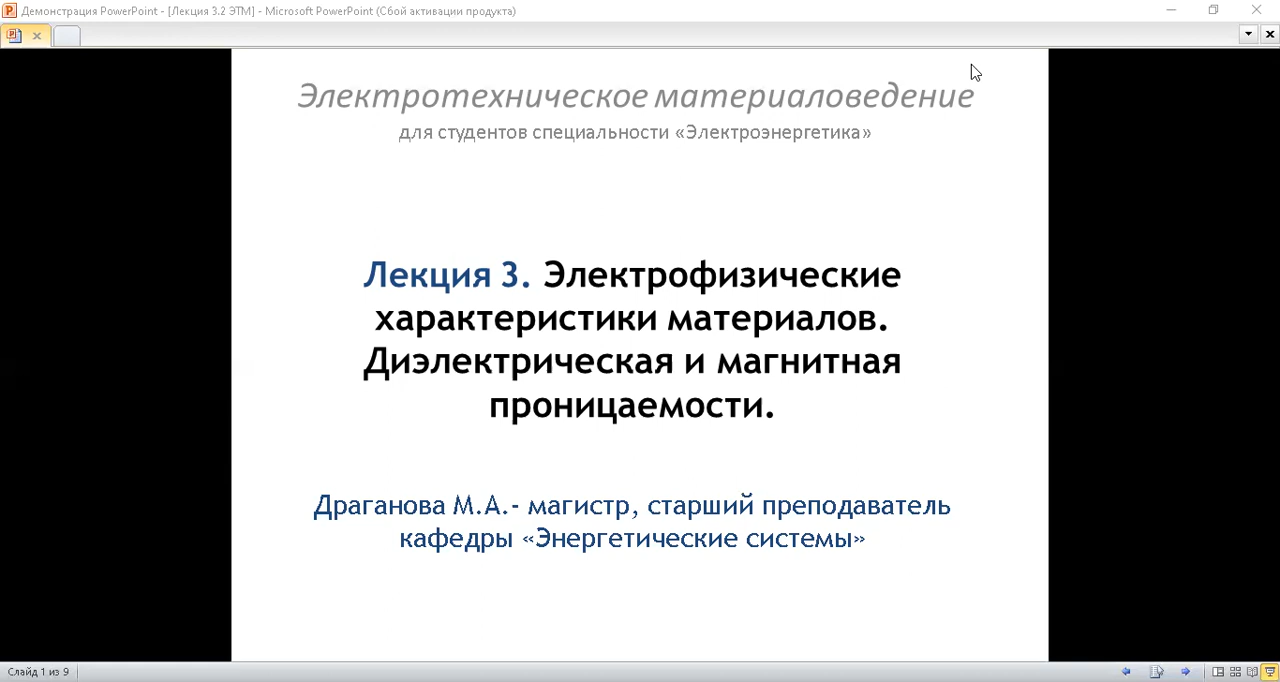 Демонстрация PowerPoint - [Лекция 3.2 ЭТМ] - Microsoft PowerPoint (Сбой активации продукта)
Электротехническое материаловедение
для студентов специальности «Электроэнергетика»
Лекция 3. Электрофизические
характеристики материалов.
Диэлектрическая и магнитная
проницаемости.
Драганова М.А.- магистр, старший преподаватель
кафедры «Энергетические системы»
Слайд 1 из 9